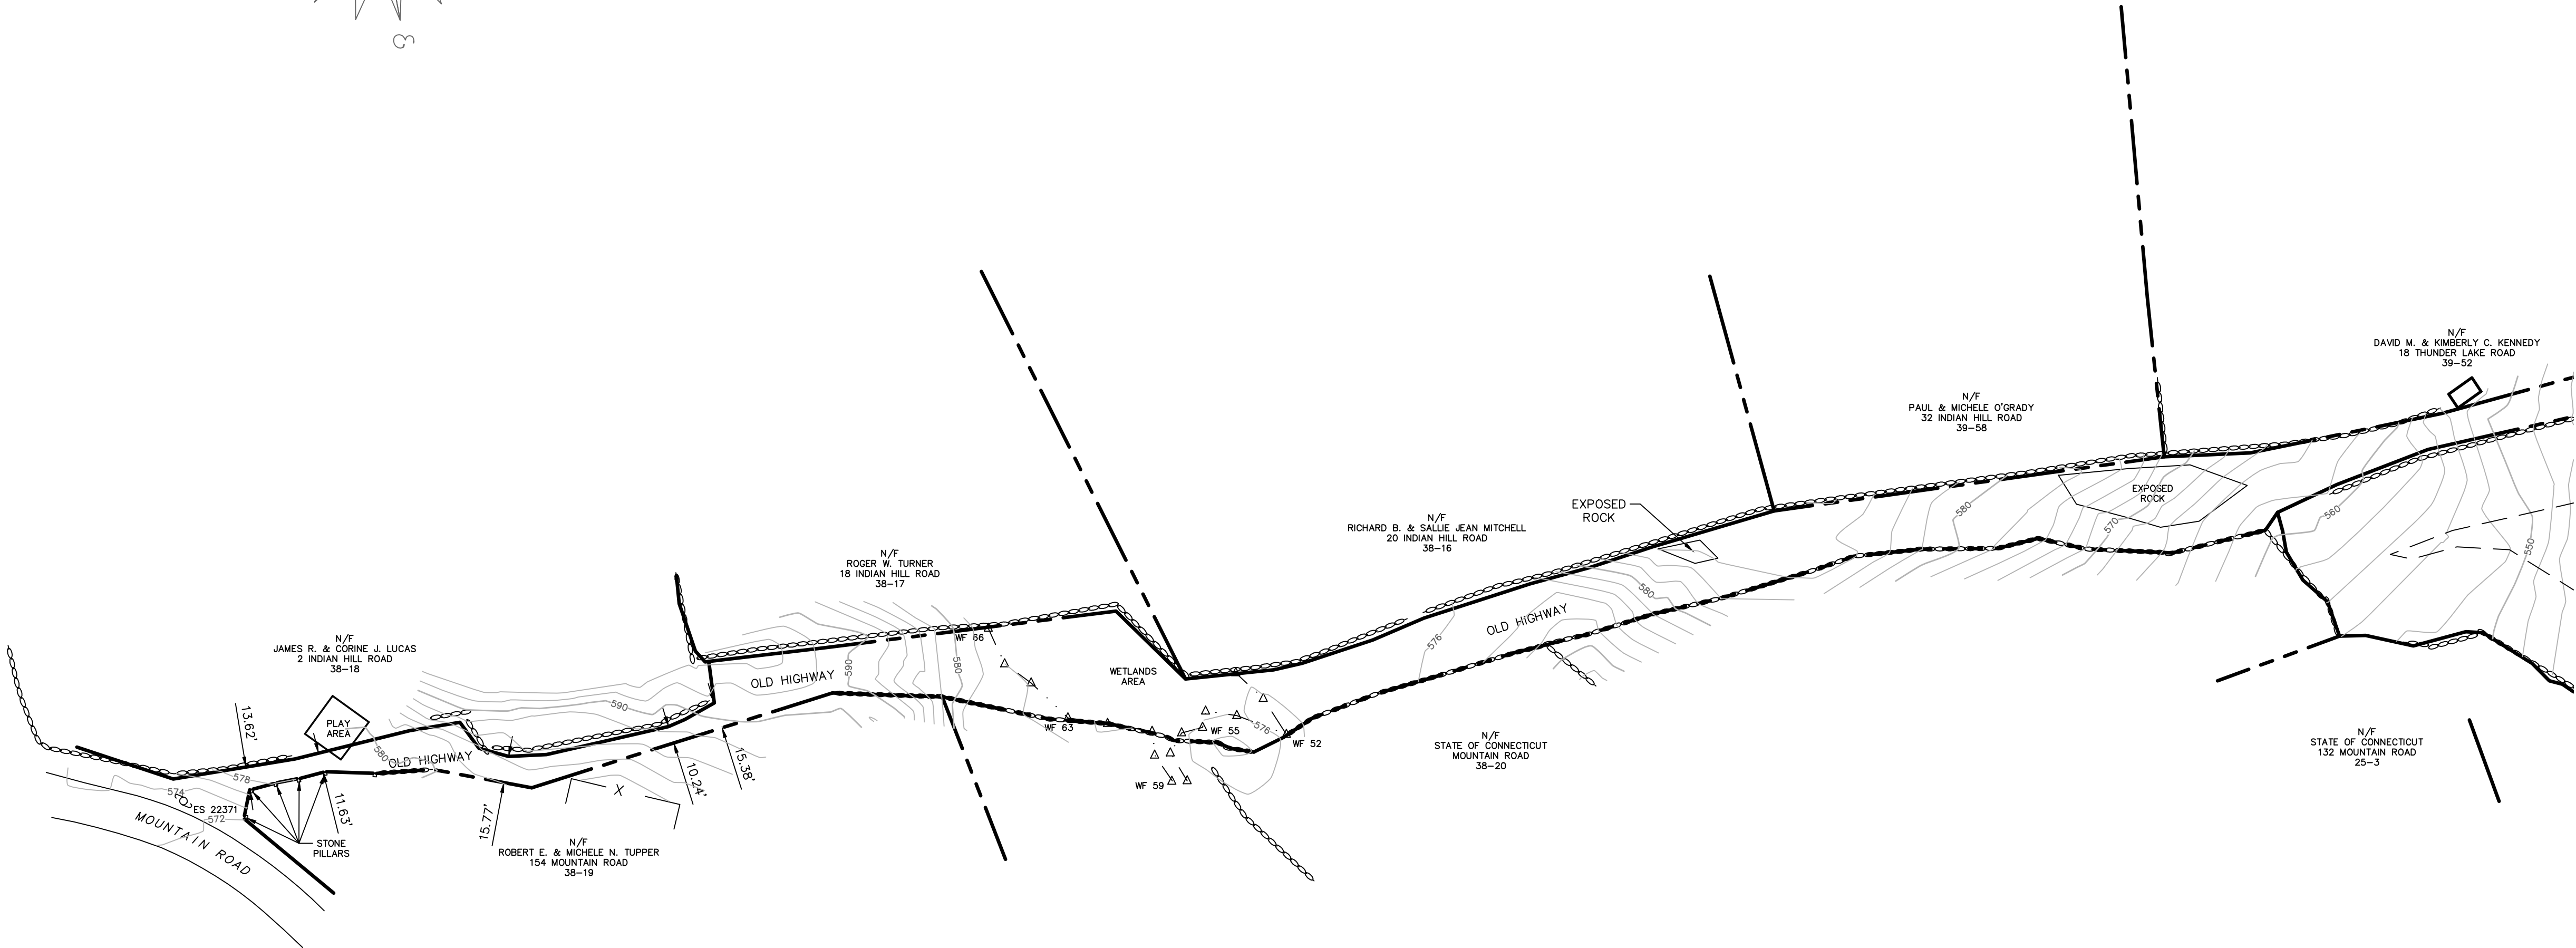 N/F
JAMES R. & CORINE J. LUCAS
2 INDIAN HILL ROAD
38-18
N/F
ROGER W. TURNER
18 INDIAN HILL ROAD
38-17
N/F
RICHARD B. & SALLIE JEAN MITCHELL
20 INDIAN HILL ROAD
38-16
N/F
PAUL & MICHELE O'GRADY
32 INDIAN HILL ROAD
39-58
N/F
DAVID M. & KIMBERLY C. KENNEDY
18 THUNDER LAKE ROAD
39-52
13.62'
PLAY
AREA
580
OLD HIGHWAY
578
574
572
ES 22371
MOUNTAIN ROAD
STONE
PILLARS
11.63'
15.77'
590
X
10.24'
15.38'
N/F
ROBERT E. & MICHELE N. TUPPER
154 MOUNTAIN ROAD
38-19
OLD HIGHWAY
590
580
WF 66
WF 63
WETLANDS
AREA
WF 55
WF 59
576
WF 52
576
OLD HIGHWAY
580
EXPOSED
ROCK
N/F
STATE OF CONNECTICUT
MOUNTAIN ROAD
38-20
580
570
EXPOSED
ROCK
560
550
N/F
STATE OF CONNECTICUT
132 MOUNTAIN ROAD
25-3